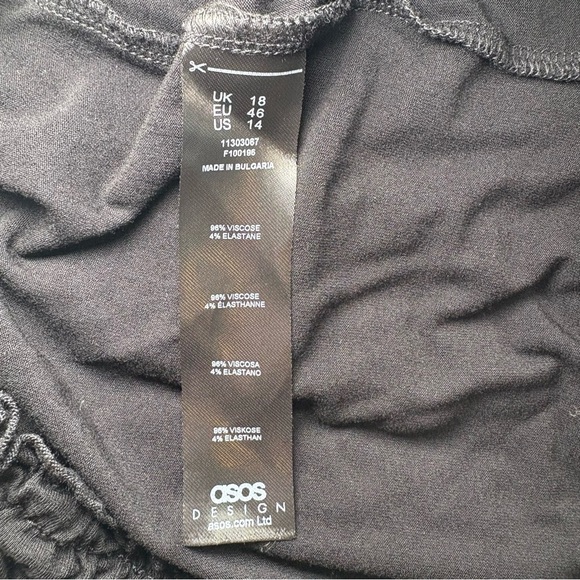 UK 18
EU 46
US 14
11303067
F100196
MADE IN BULGARIA
96% VISCOSE
4% ELASTANE
96% VISCOSE
4% ÉLASTHANNE
96% VISCOSA
4% ELASTANO
96% VISKOSE
4% ELASTHAN
asos
DESIGN
asos.com Ltd